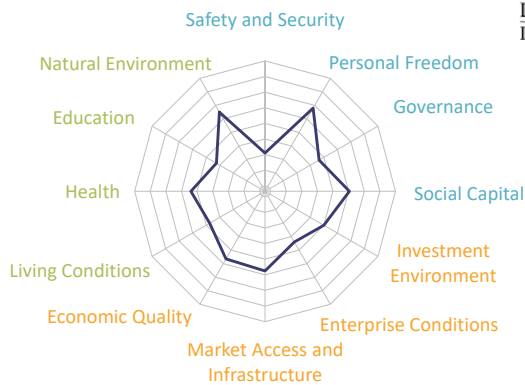 Safety and Security
Natural Environment
Personal Freedom
Education
Governance
Health
Social Capital
Living Conditions
Investment
Environment
Economic Quality
Enterprise Conditions
Market Access and
Infrastructure